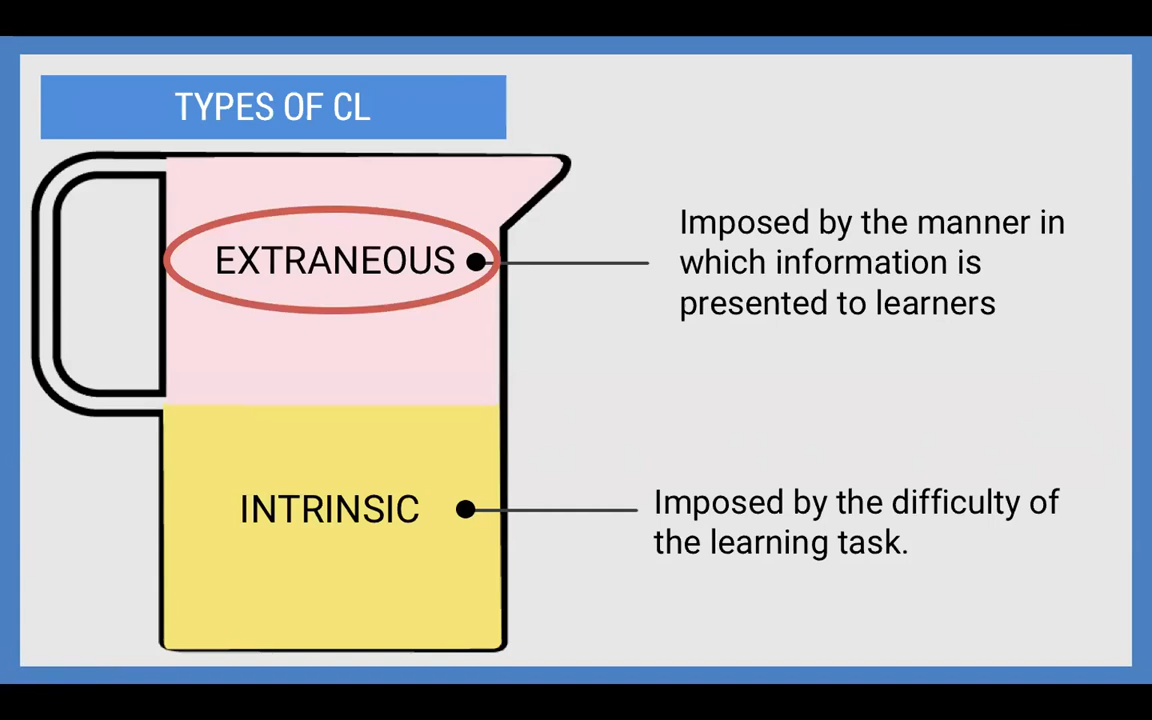 TYPES OF CL
EXTRANEOUS
Imposed by the manner in
which information is
presented to learners
INTRINSIC
Imposed by the difficulty of
the learning task.